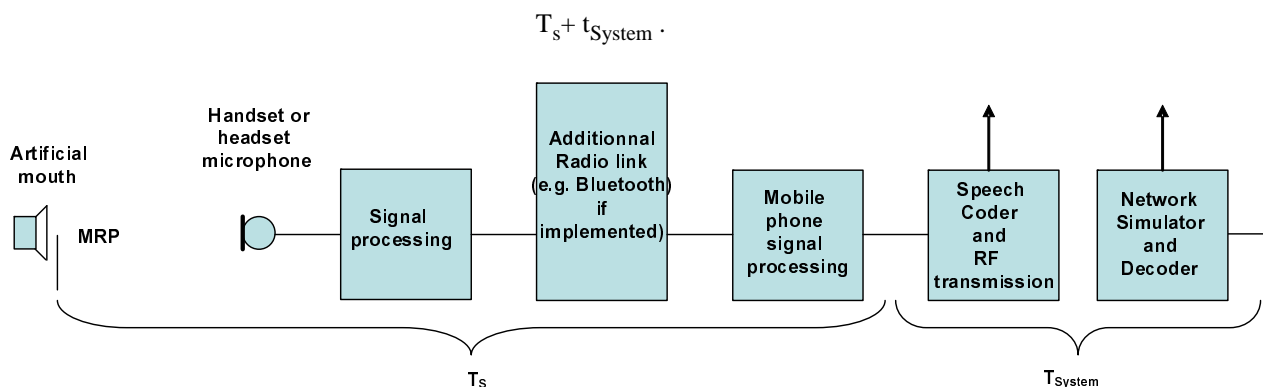 Ts+ tSystem .
Artificial
mouth
MRP
Handset or
headset
microphone
Signal
processing
Additionnal
Radio link
(e.g. Bluetooth)
if
implemented)
Mobile
phone
signal
processing
Speech
Coder
and
RF
transmission
Network
Simulator
and
Decoder
TS
TSystem